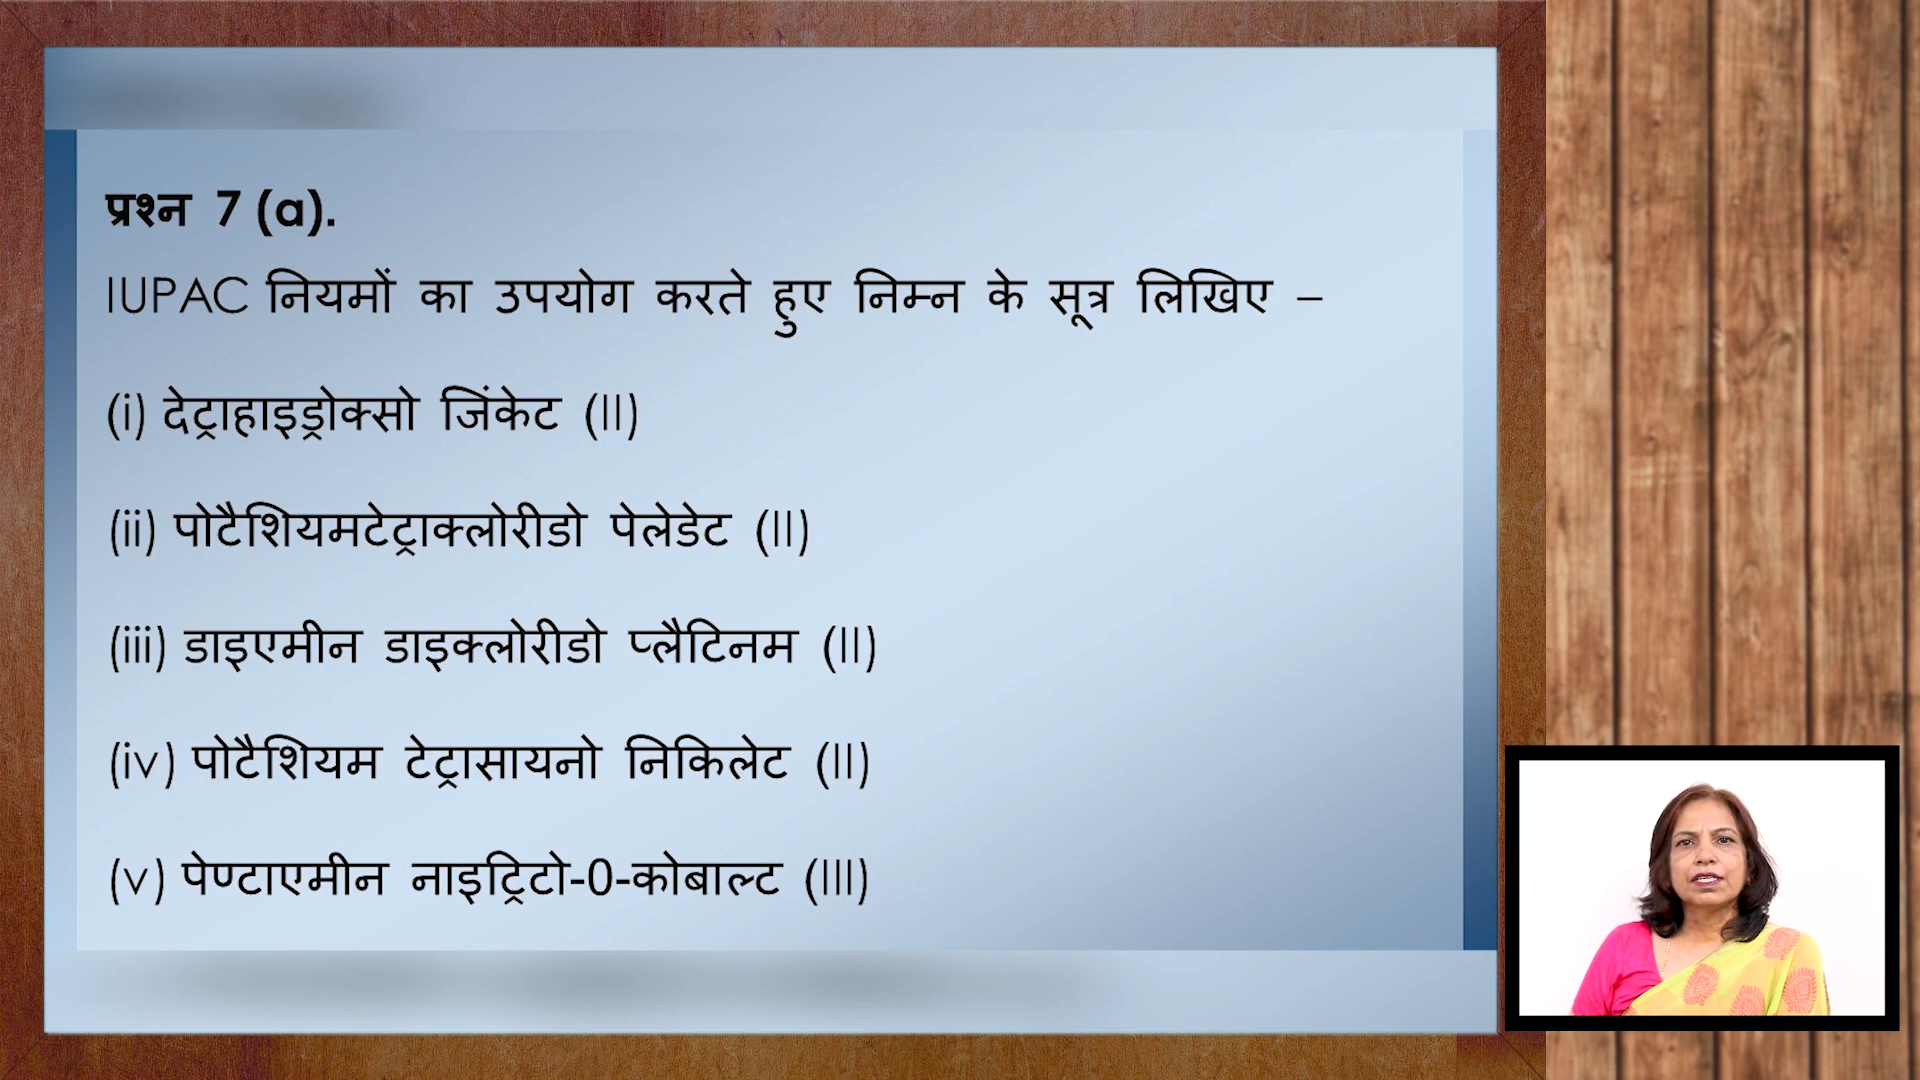 प्रश्न 7 (a).
IUPAC नियमों का उपयोग करते हुए निम्न के सूत्र लिखिए –
(i) देट्राहाइड्रोक्सो जिंकेट (II)
(ii) पोटैशियमटेट्राक्लोरीडो पेलेडेट (II)
(iii) डाइएमीन डाइक्लोरीडो प्लैटिनम (II)
(iv) पोटैशियम टेट्रासायनो निकिलेट (II)
(v) पेण्टाएमीन नाइट्रिटो-0-कोबाल्ट (III)